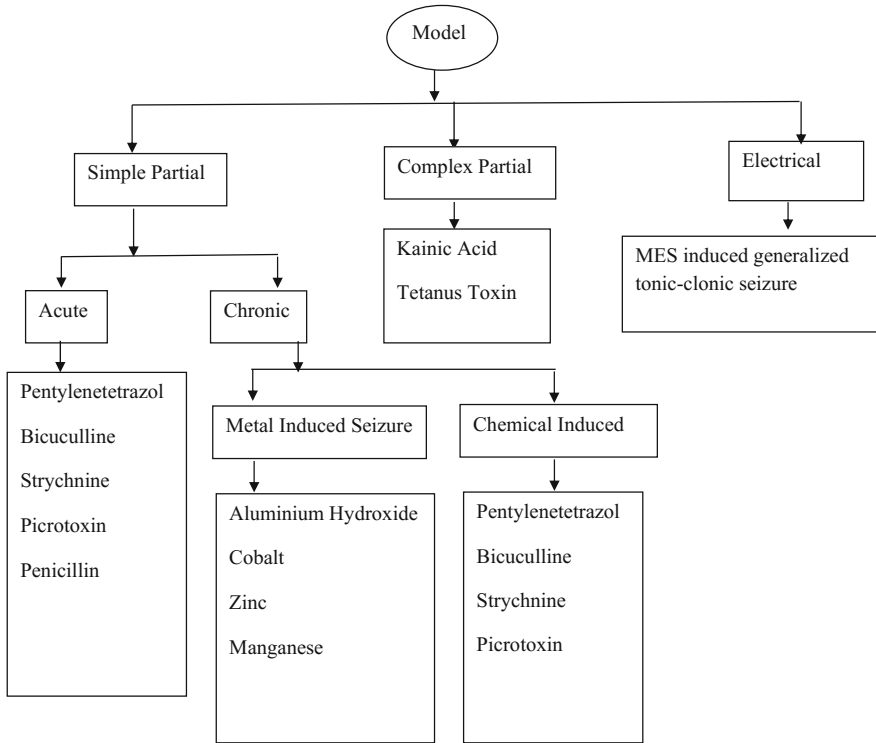 Model
Simple Partial
Complex Partial
Electrical
Kainic Acid
Tetanus Toxin
MES induced generalized
tonic-clonic seizure
Acute
Chronic
Pentylenetetrazol
Bicuculline
Strychnine
Picrotoxin
Penicillin
Metal Induced Seizure
Chemical Induced
Aluminium Hydroxide
Cobalt
Zinc
Manganese
Pentylenetetrazol
Bicuculline
Strychnine
Picrotoxin